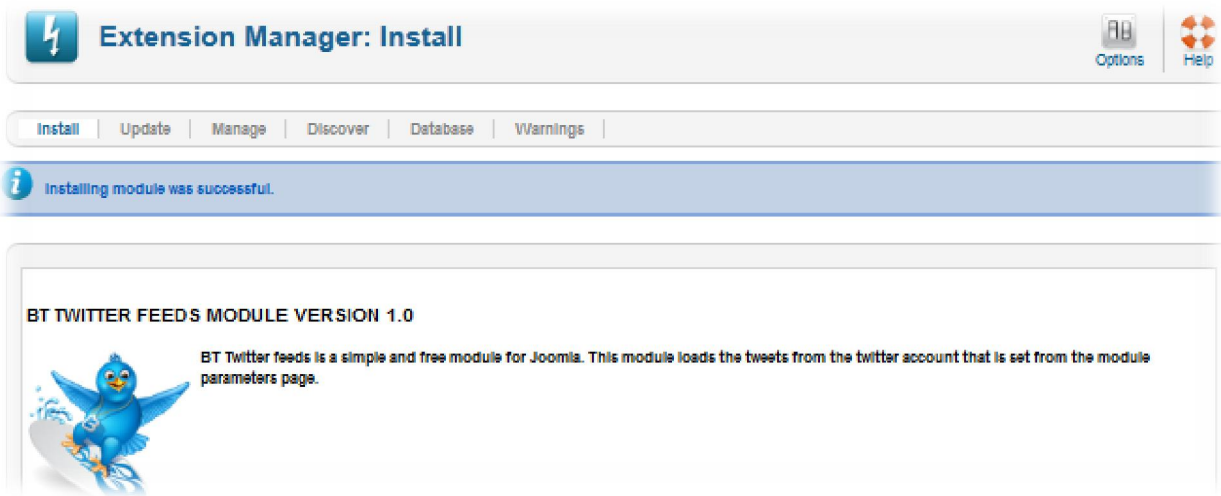 Extension Manager: Install
Options
Help
Install
Update
Manage
Discover
Database
Warnings
Installing module was successful.
BT TWITTER FEEDS MODULE VERSION 1.0
BT Twitter feeds is a simple and free module for Joomla. This module loads the tweets from the twitter account that is set from the module
parameters page.